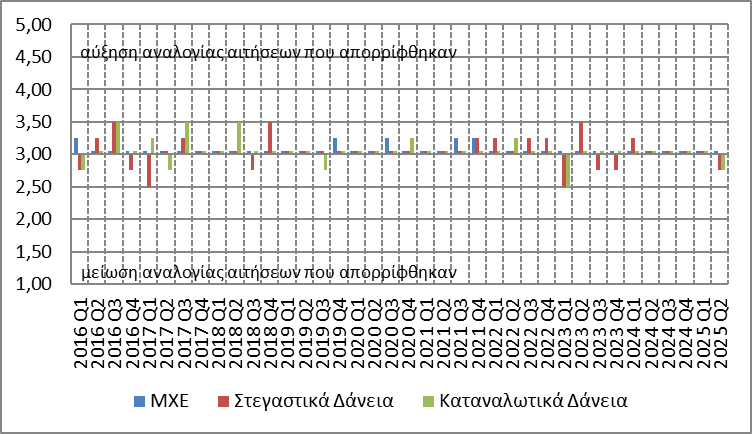 5,00
αύξηση αναλογίας αιτήσεων που απορρίφθηκαν
4,50
4,00
3,50
3,00
2,50
2,00
1,50
μείωση αναλογίας αιτήσεων που απορρίφθηκαν
1,00
2016 Q1
2016 Q2
2016 Q3
2016 Q4
2017 Q1
2017 Q2
2017 Q3
2017 Q4
2018 Q1
2018 Q2
2018 Q3
2018 Q4
2019 Q1
2019 Q2
2019 Q3
2019 Q4
2020 Q1
2020 Q2
2020 Q3
2020 Q4
2021 Q1
2021 Q2
2021 Q3
2021 Q4
2022 Q1
2022 Q2
2022 Q3
2022 Q4
2023 Q1
2023 Q2
2023 Q3
2023 Q4
2024 Q1
2024 Q2
2024 Q3
2024 Q4
2025 Q1
2025 Q2
ΜΧΕ Στεγαστικά Δάνεια Καταναλωτικά Δάνεια